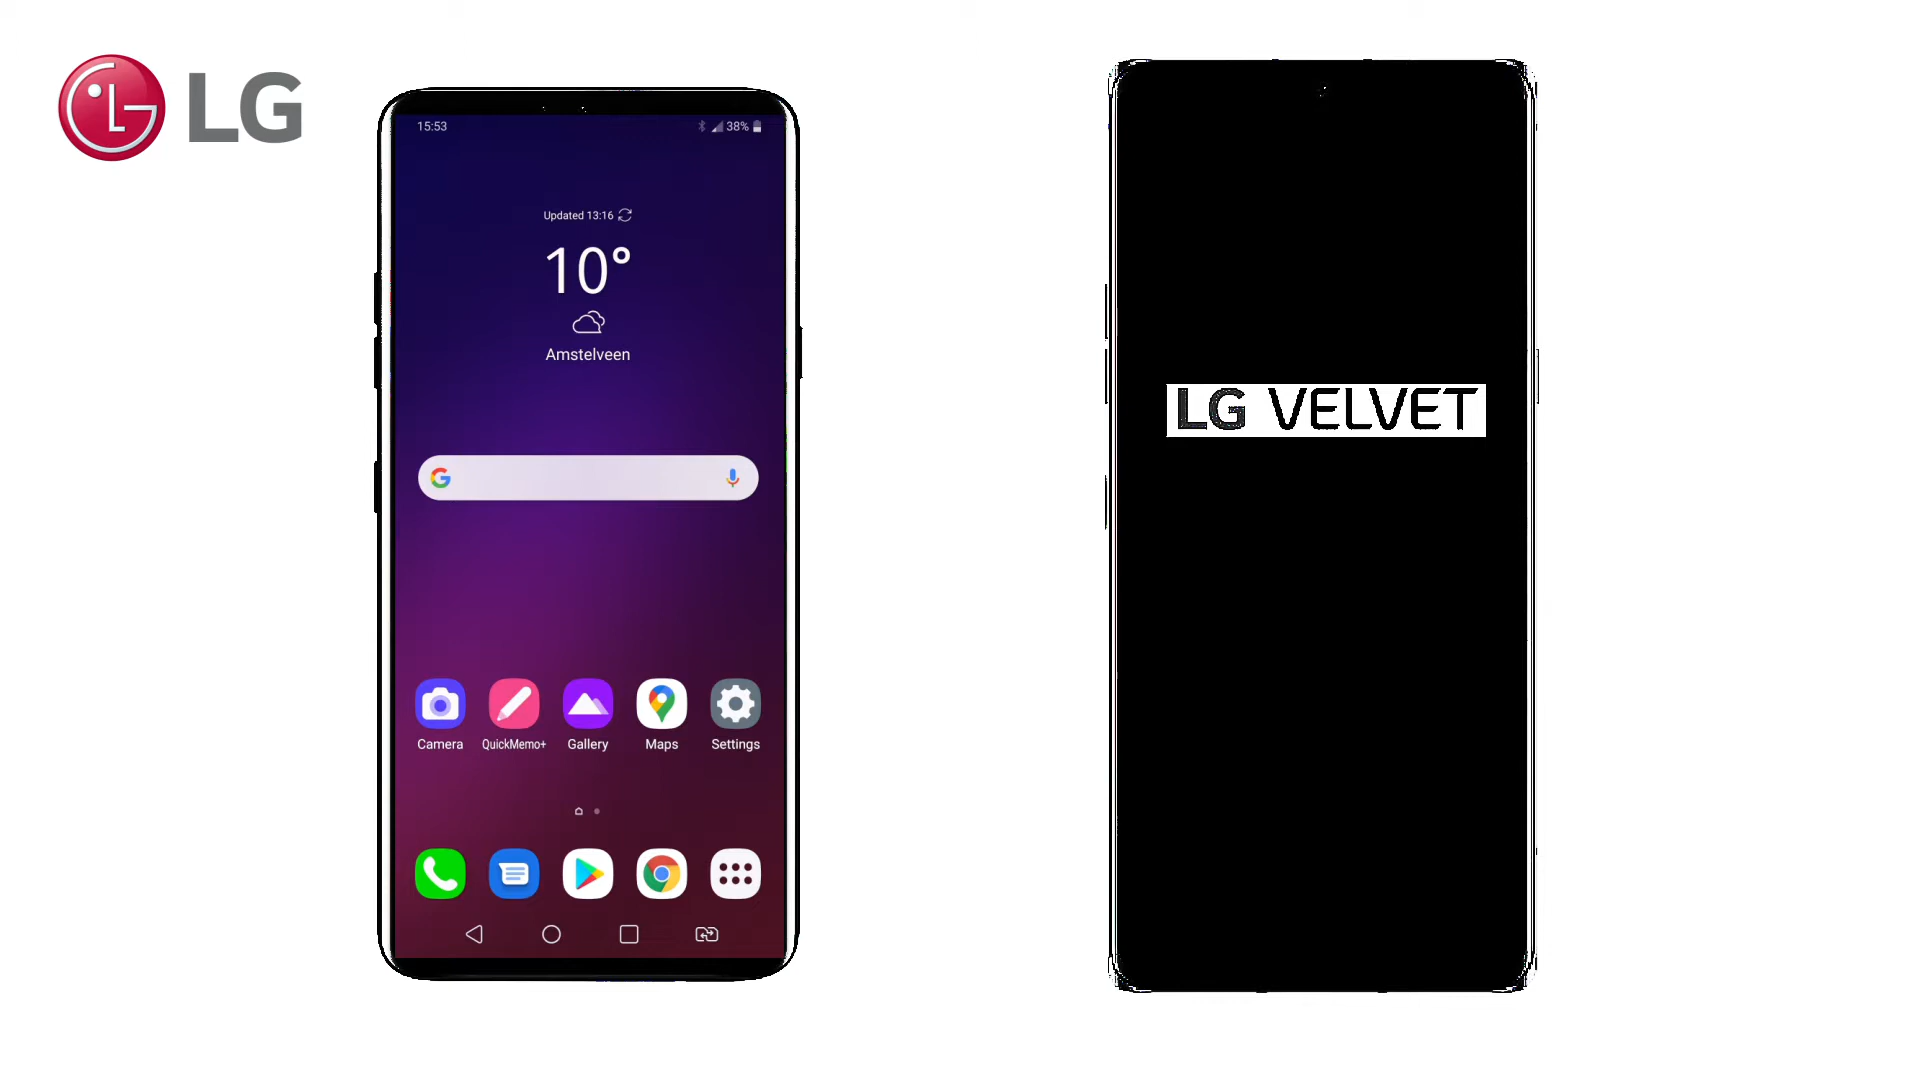 LG
15:53
38%
Updated 13:16
10°
Amstelveen
Camera QuickMemo+ Gallery Maps Settings
LG VELVET